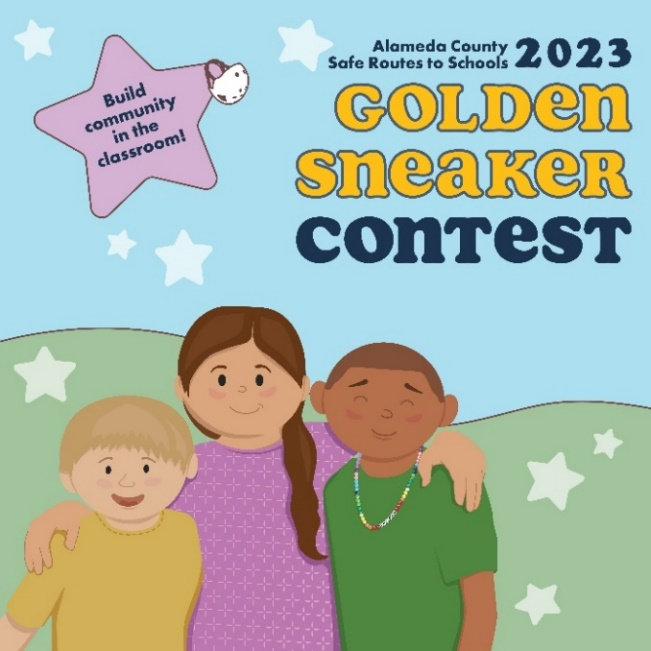 Build
community
in the
classroom!
Alameda County
Safe Routes to Schools 2023
GOLDen
SneaKeR
CONTEST